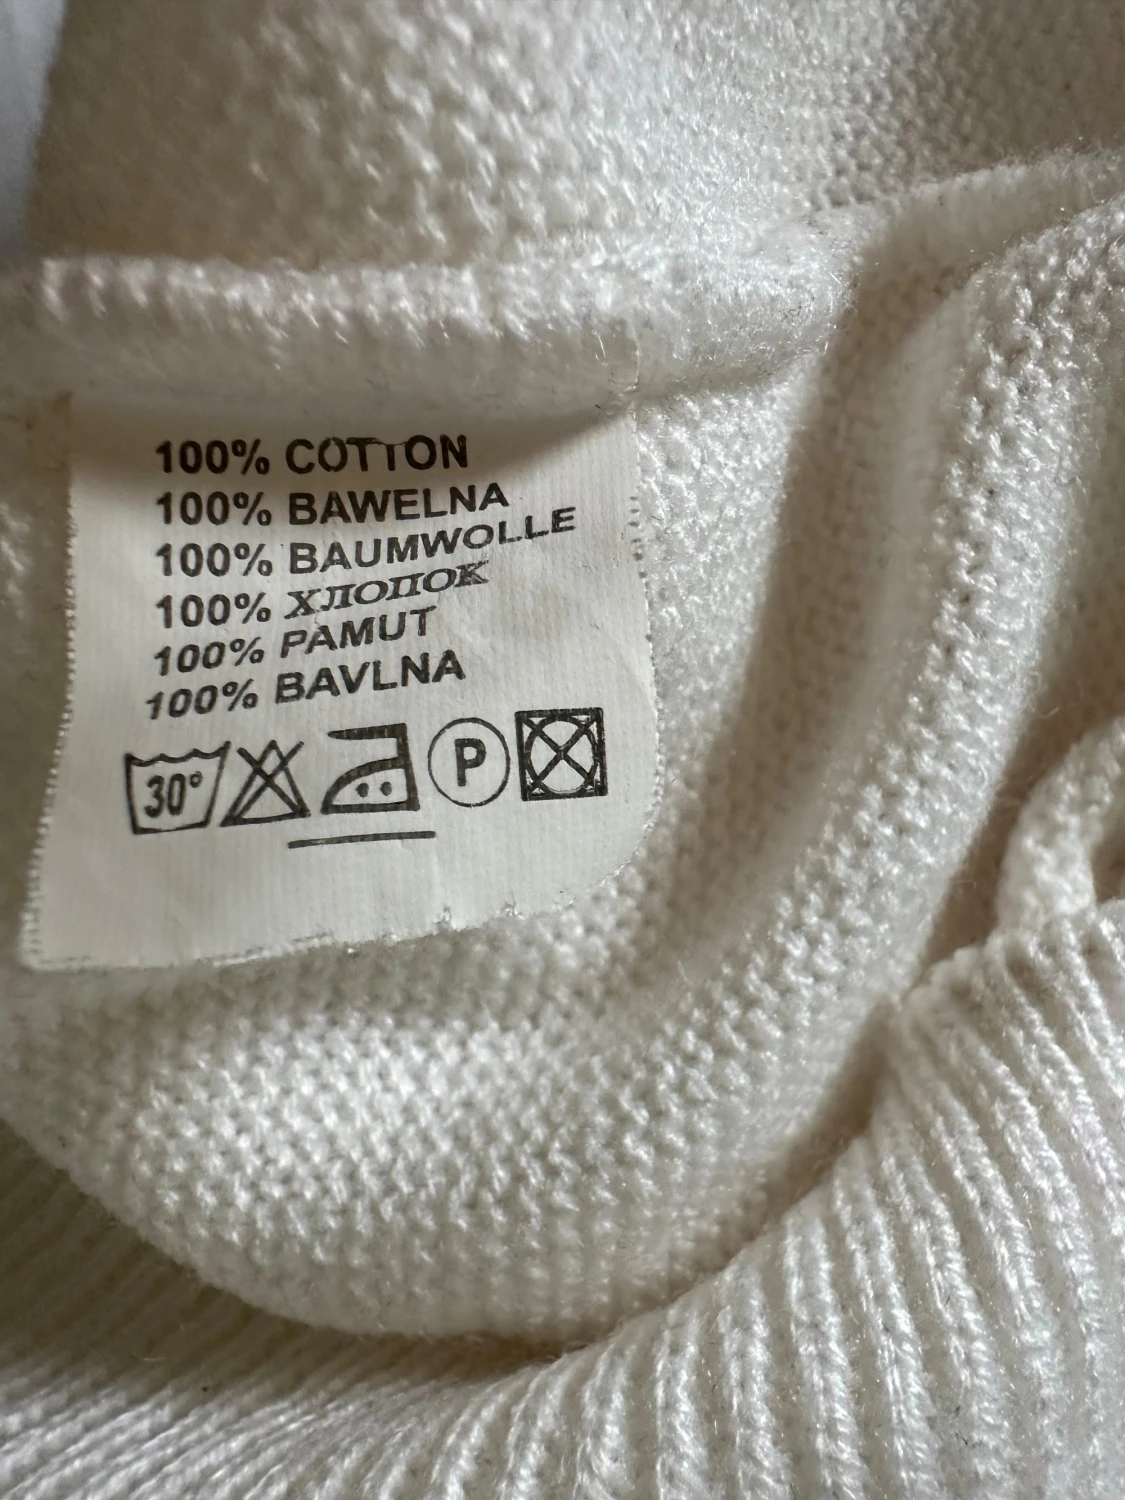 100% COTTON
100% BAWELNA
100% BAUMWOLLE
100% ХЛОПОК
100% PAMUT
100% BAVLNA
30° P